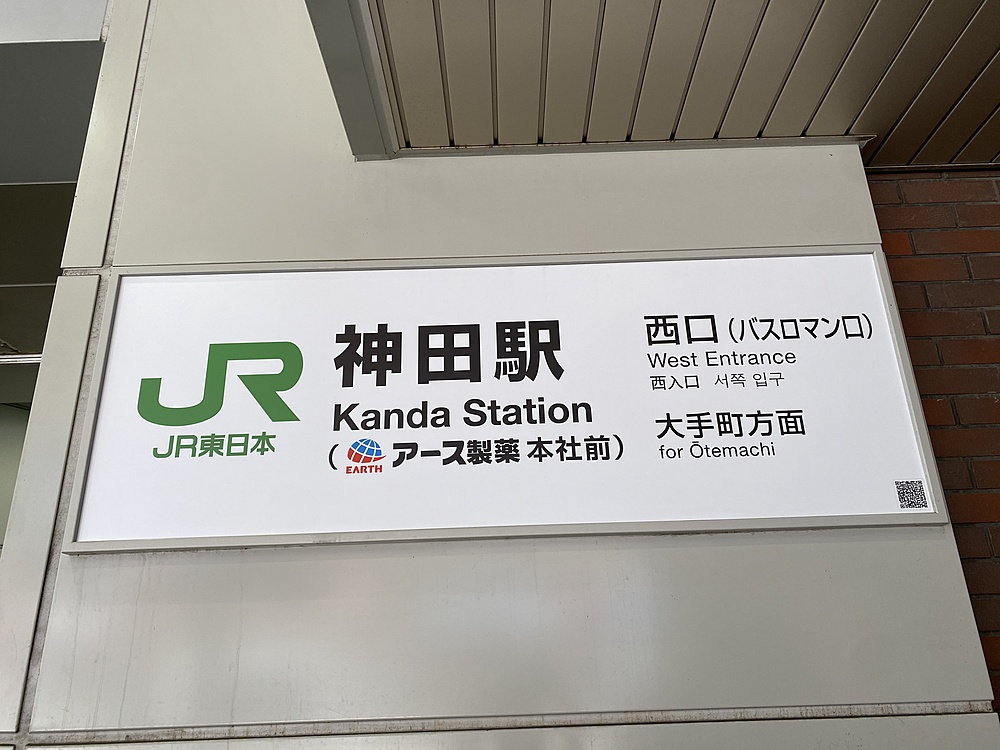 JR
JR東日本
神田駅
Kanda Station
(EARTH アース製薬 本社前)
西口(バスロマン口)
West Entrance
西入口 서쪽 입구
大手町方面
for Ōtemachi